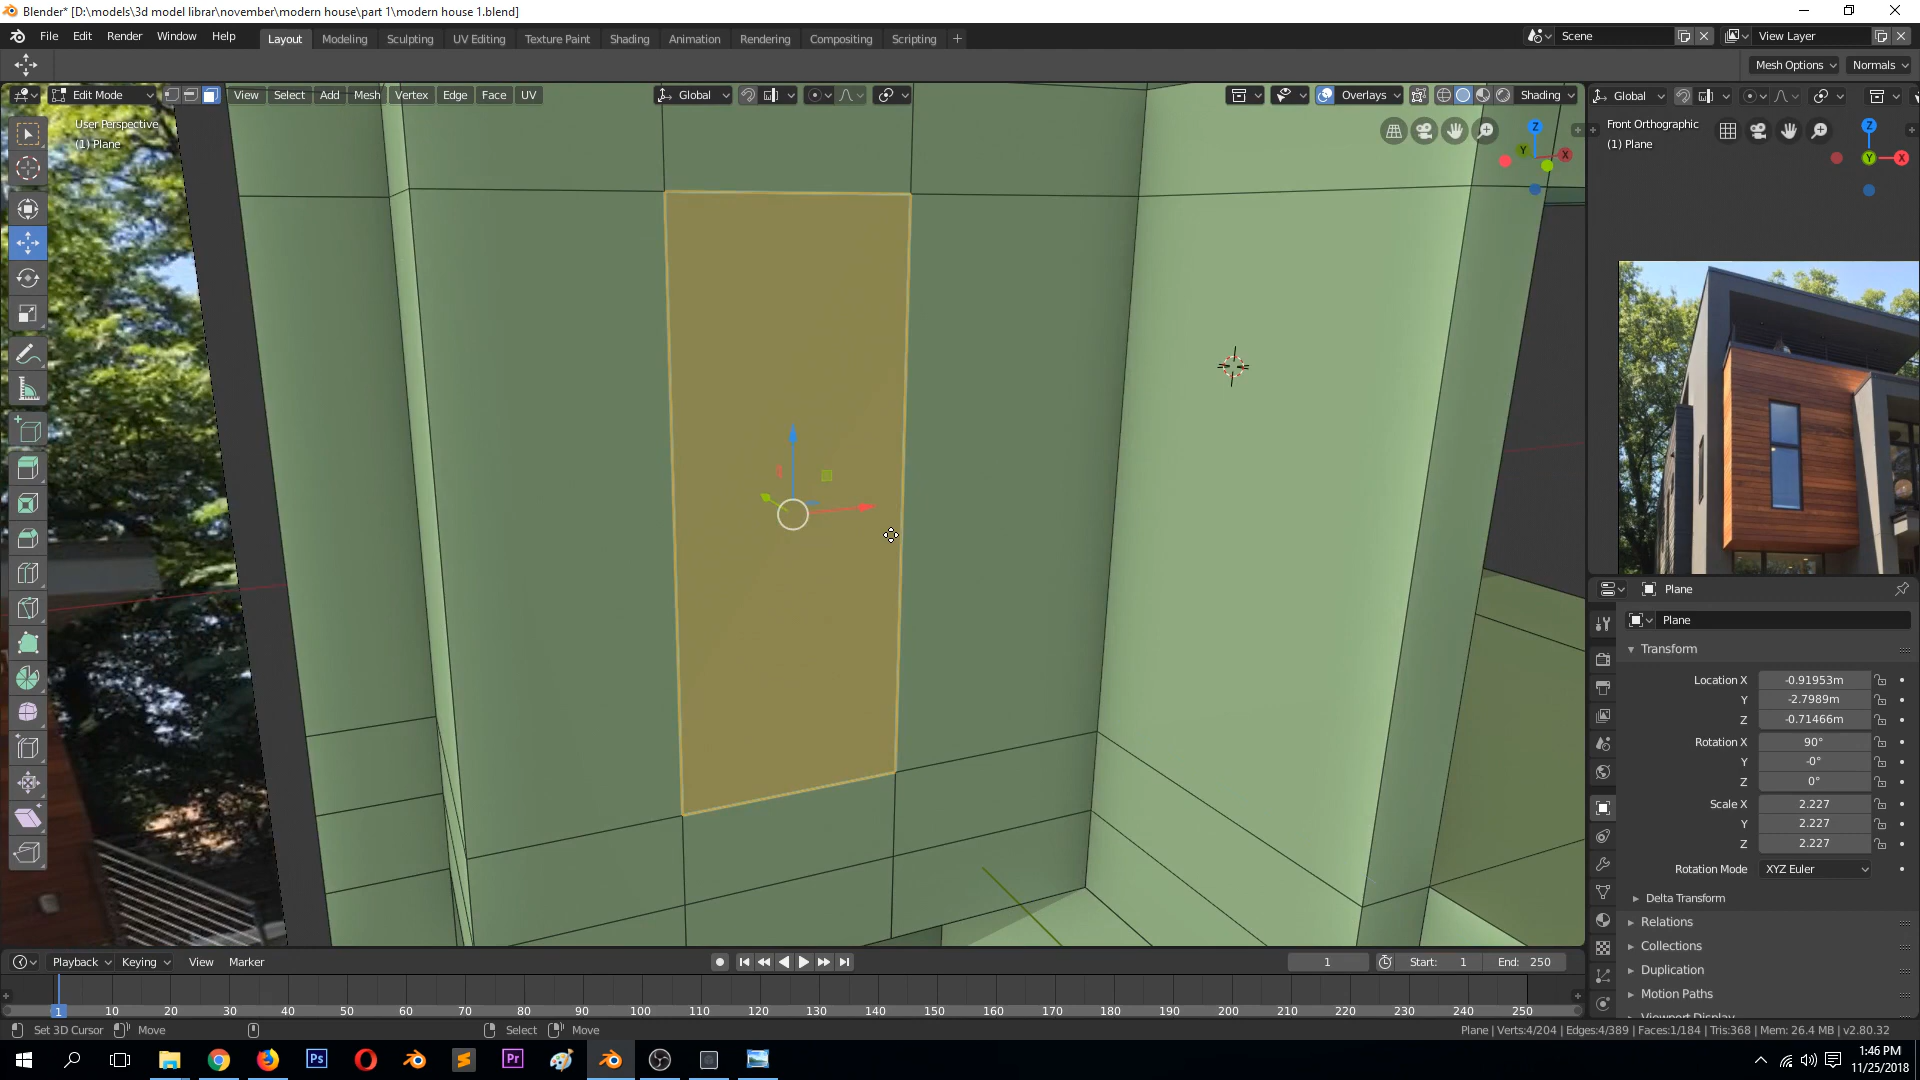 Blender* [D:\models\3d model librar\november\modern house\part 1\modern house 1.blend]
File Edit Render Window Help
Layout Modeling Sculpting UV Editing Texture Paint Shading Animation Rendering Compositing Scripting +
Scene
View Layer
Mesh Options
Normals
Edit Mode
View Select Add Mesh Vertex Edge Face UV
Global
Overlays
Shading
Global
User Perspective
(1) Plane
Front Orthographic
(1) Plane
Z
Y
X
Z
Y
X
Plane
Plane
Transform
Location X -0.91953m
Y -2.7989m
Z -0.71466m
Rotation X 90°
Y -0°
Z 0°
Scale X 2.227
Y 2.227
Z 2.227
Rotation Mode XYZ Euler
Delta Transform
Relations
Collections
Duplication
Motion Paths
Viewport Display
Playback Keying View Marker
1
Start: 1
End: 250
1 10 20 30 40 50 60 70 80 90 100 110 120 130 140 150 160 170 180 190 200 210 220 230 240 250
Set 3D Cursor Move Select Move
Plane | Verts:4/204 | Edges:4/389 | Faces:1/184 | Tris:368 | Mem: 26.4 MB | v2.80.32
Ps
Pr
1:46 PM
11/25/2018